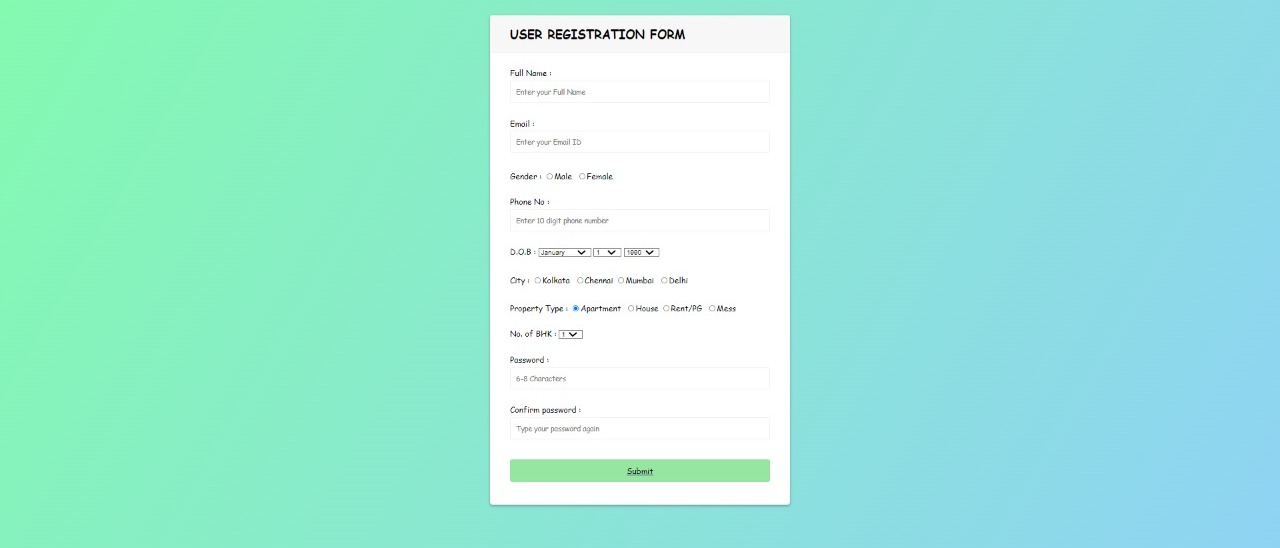 USER REGISTRATION FORM
Full Name :
Enter your Full Name
Email :
Enter your Email ID
Gender : Male Female
Phone No :
Enter 10 digit phone number
D.O.B : January 1 1990
City : Kolkata Chennai Mumbai Delhi
Property Type : Apartment House Rent/PG Mess
No. of BHK : 1
Password :
6-8 Characters
Confirm password :
Type your password again
Submit